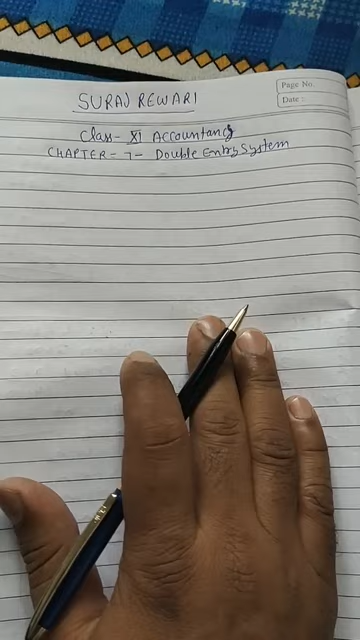 Page No.
Date :
SURAJ REWARI
Class- XI Accountancy
CHAPTER = 7- Double Entry System